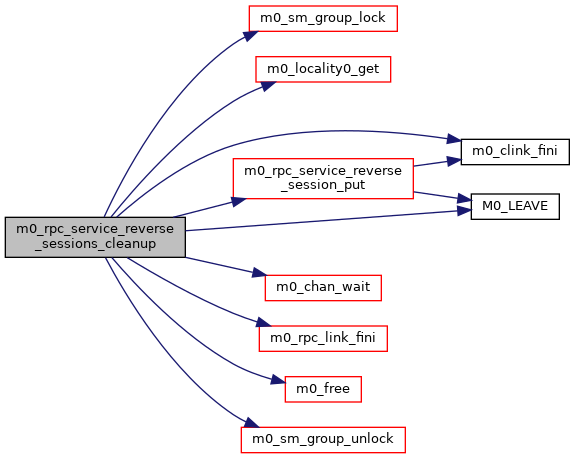 m0_sm_group_lock
m0_locality0_get
m0_clink_fini
m0_rpc_service_reverse
_session_put
M0_LEAVE
m0_rpc_service_reverse
_sessions_cleanup
m0_chan_wait
m0_rpc_link_fini
m0_free
m0_sm_group_unlock